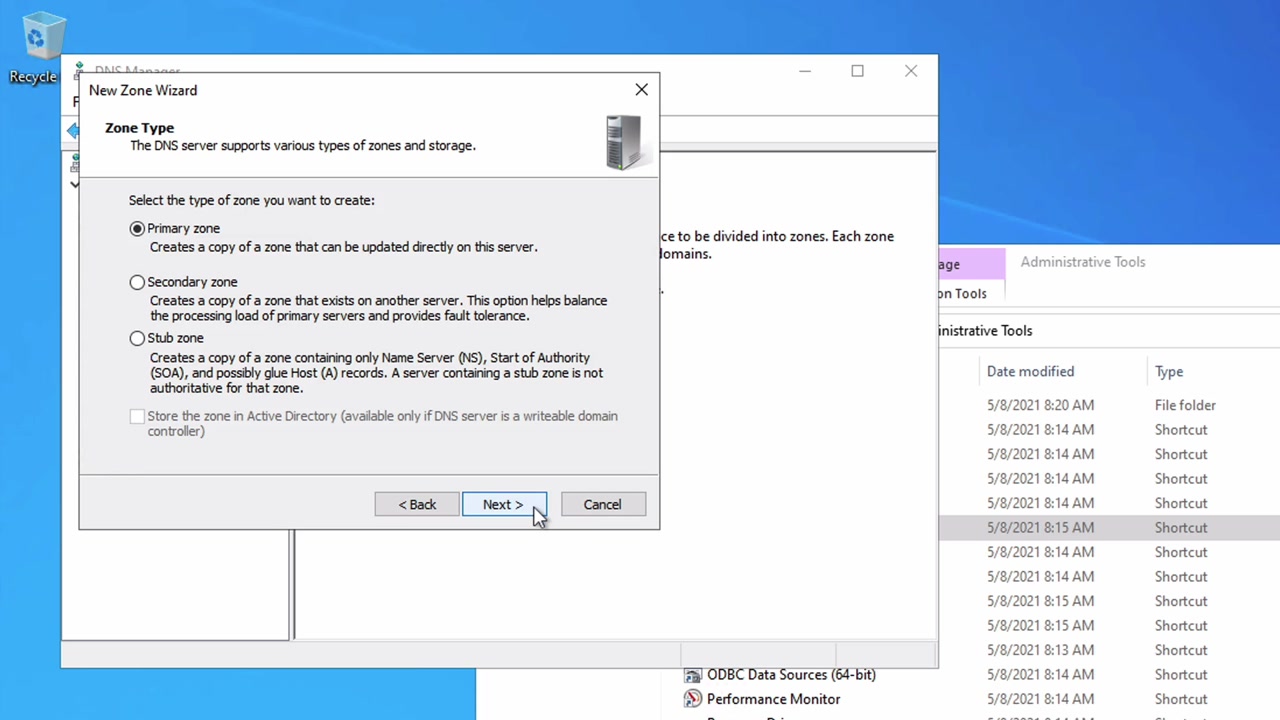 Recycle
DNS Manager
New Zone Wizard
Zone Type
The DNS server supports various types of zones and storage.
Select the type of zone you want to create:
Primary zone
Creates a copy of a zone that can be updated directly on this server.
Secondary zone
Creates a copy of a zone that exists on another server. This option helps balance
the processing load of primary servers and provides fault tolerance.
Stub zone
Creates a copy of a zone containing only Name Server (NS), Start of Authority
(SOA), and possibly glue Host (A) records. A server containing a stub zone is not
authoritative for that zone.
Store the zone in Active Directory (available only if DNS server is a writeable domain
controller)
< Back
Next >
Cancel
ce to be divided into zones. Each zone
domains.
age
Administrative Tools
on Tools
inistrative Tools
Date modified
Type
5/8/2021 8:20 AM File folder
5/8/2021 8:14 AM Shortcut
5/8/2021 8:14 AM Shortcut
5/8/2021 8:14 AM Shortcut
5/8/2021 8:14 AM Shortcut
5/8/2021 8:15 AM Shortcut
5/8/2021 8:14 AM Shortcut
5/8/2021 8:14 AM Shortcut
5/8/2021 8:15 AM Shortcut
5/8/2021 8:15 AM Shortcut
5/8/2021 8:13 AM Shortcut
ODBC Data Sources (64-bit) 5/8/2021 8:14 AM Shortcut
Performance Monitor 5/8/2021 8:14 AM Shortcut